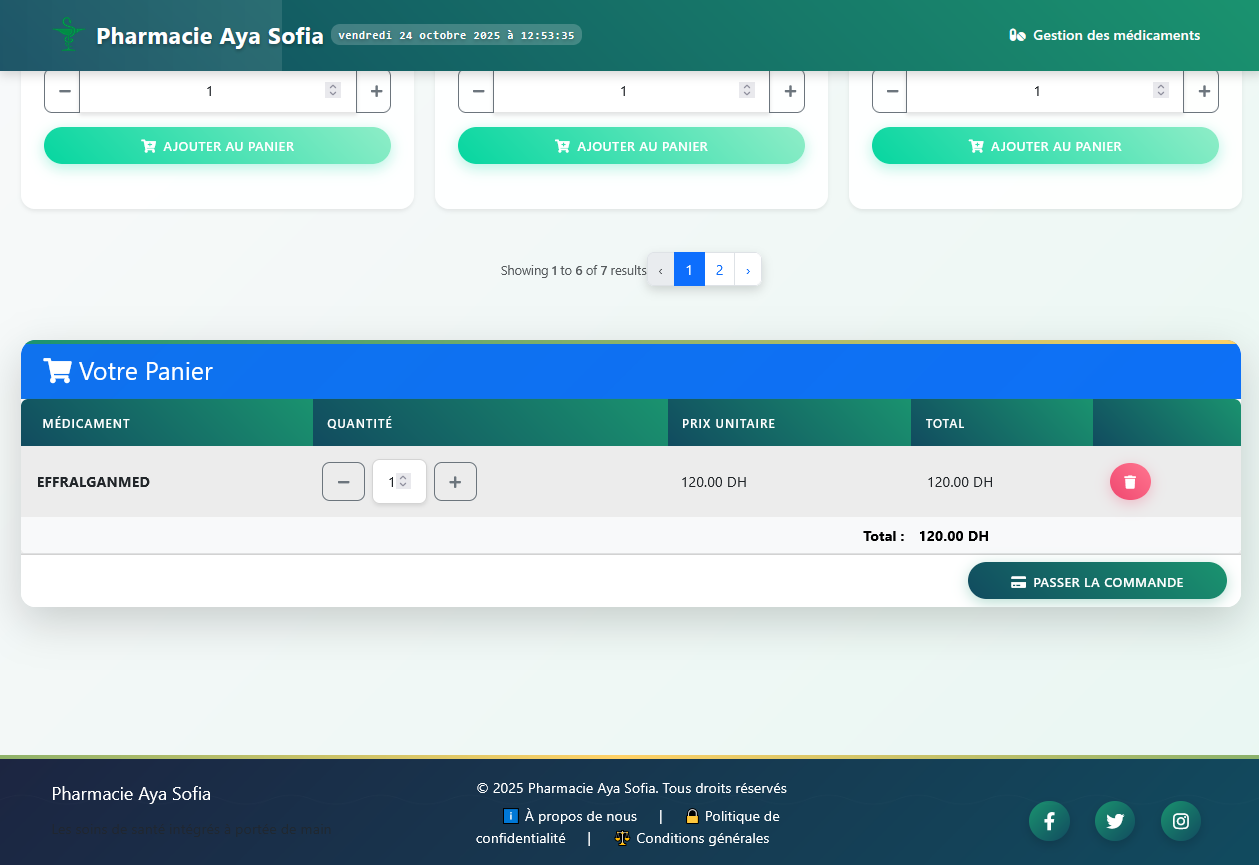 Pharmacie Aya Sofia vendredi 24 octobre 2025 à 12:53:35 Gestion des médicaments
− 1 + − 1 + − 1 +
AJOUTER AU PANIER AJOUTER AU PANIER AJOUTER AU PANIER
Showing 1 to 6 of 7 results ‹ 1 2 ›
Votre Panier
MÉDICAMENT QUANTITÉ PRIX UNITAIRE TOTAL
EFFRALGANMED − 1 + 120.00 DH 120.00 DH
Total : 120.00 DH
PASSER LA COMMANDE
Pharmacie Aya Sofia
© 2025 Pharmacie Aya Sofia. Tous droits réservés
À propos de nous | Politique de
confidentialité | Conditions générales